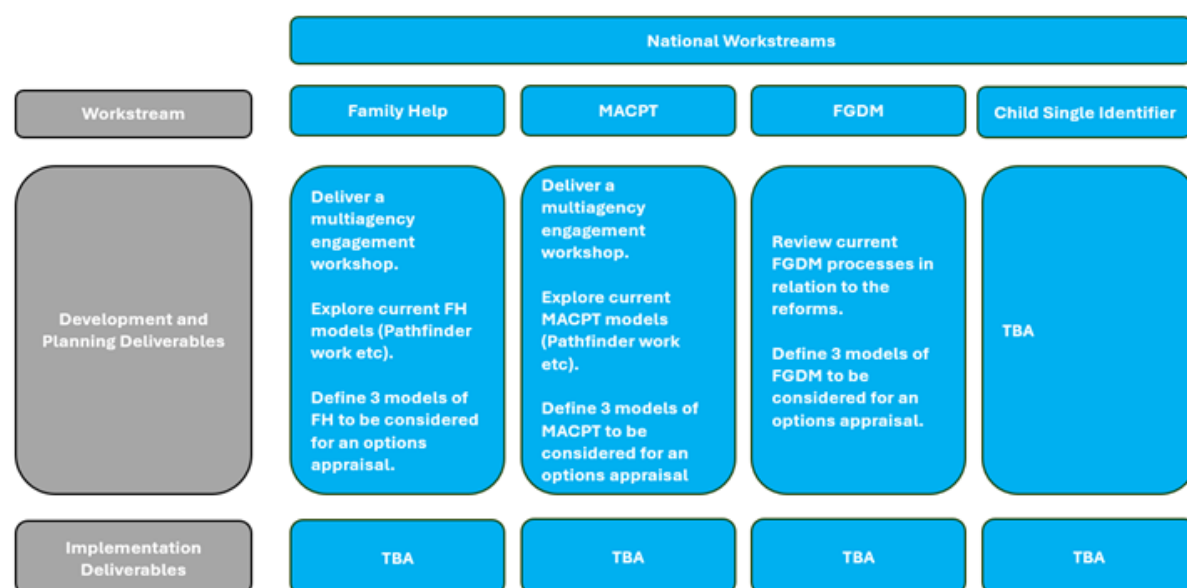 National Workstreams
Workstream
Family Help
MACPT
FGDM
Child Single Identifier
Development and
Planning Deliverables
Deliver a
multiagency
engagement
workshop.
Explore current FH
models (Pathfinder
work etc).
Define 3 models of
FH to be considered
for an options
appraisal.
Deliver a
multiagency
engagement
workshop.
Explore current
MACPT models
(Pathfinder work
etc).
Define 3 models of
MACPT to be
considered for an
options appraisal
Review current
FGDM processes in
relation to the
reforms.
Define 3 models of
FGDM to be
considered for an
options appraisal.
TBA
Implementation
Deliverables
TBA
TBA
TBA
TBA